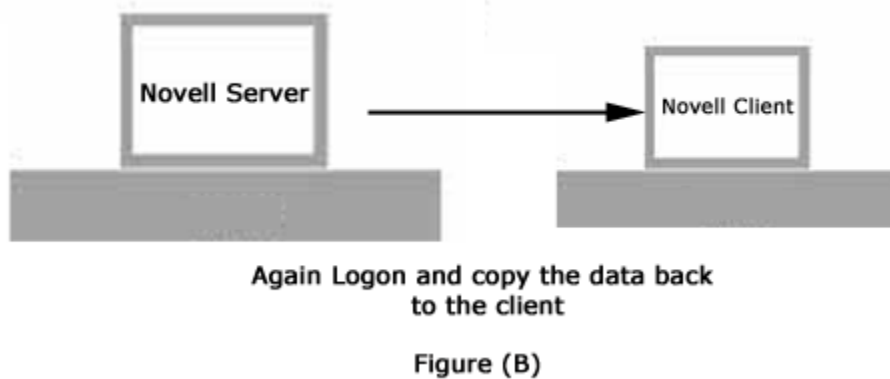 Novell Server
Novell Client
Again Logon and copy the data back
to the client
Figure (B)